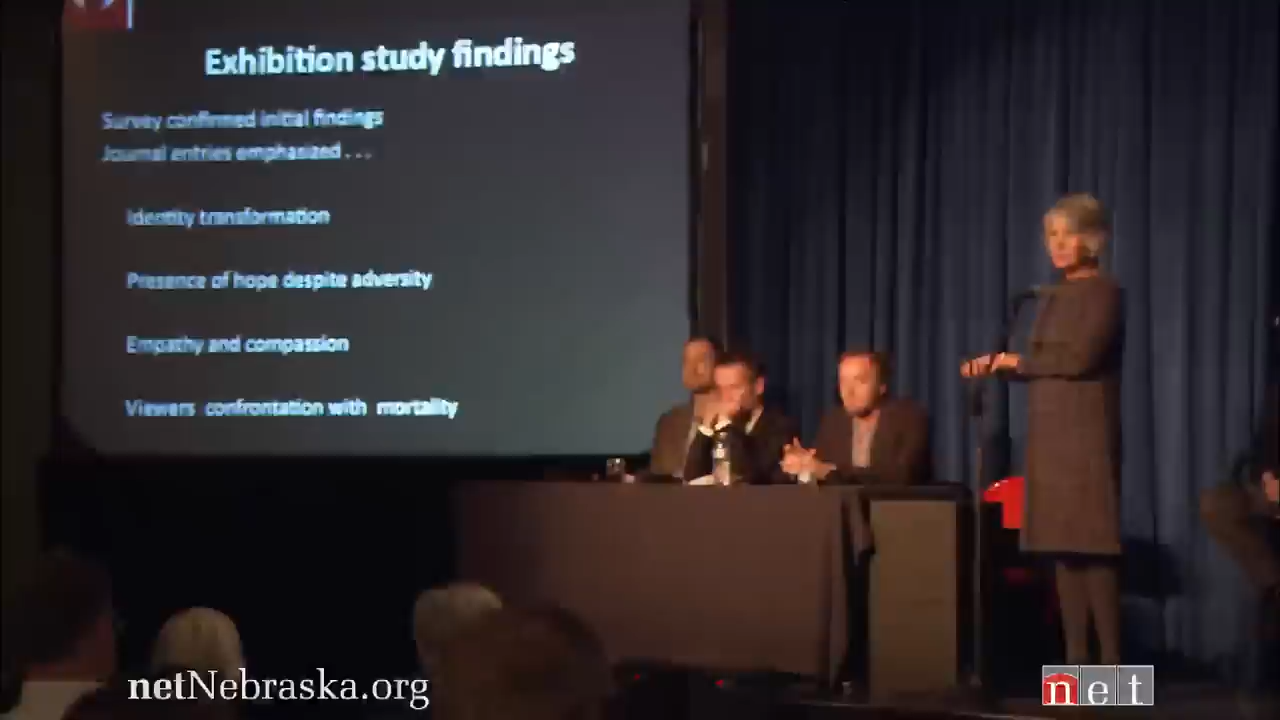 Exhibition study findings
Survey confirmed initial findings
Journal entries emphasized . . .
Identity transformation
Presence of hope despite adversity
Empathy and compassion
Viewers confrontation with mortality
netNebraska.org
net